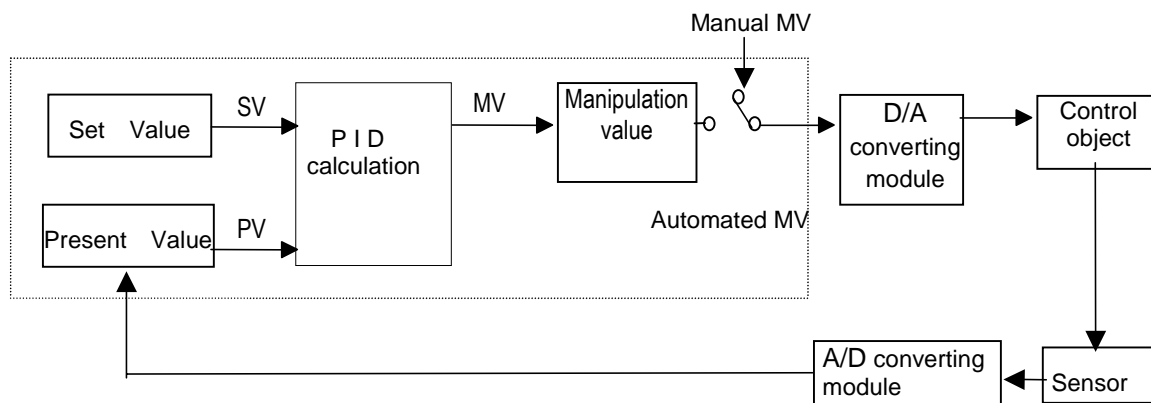 Manual MV
Set Value
SV
P I D
calculation
MV
Manipulation
value
D/A
converting
module
Control
object
Present Value
PV
Automated MV
A/D converting
module
Sensor